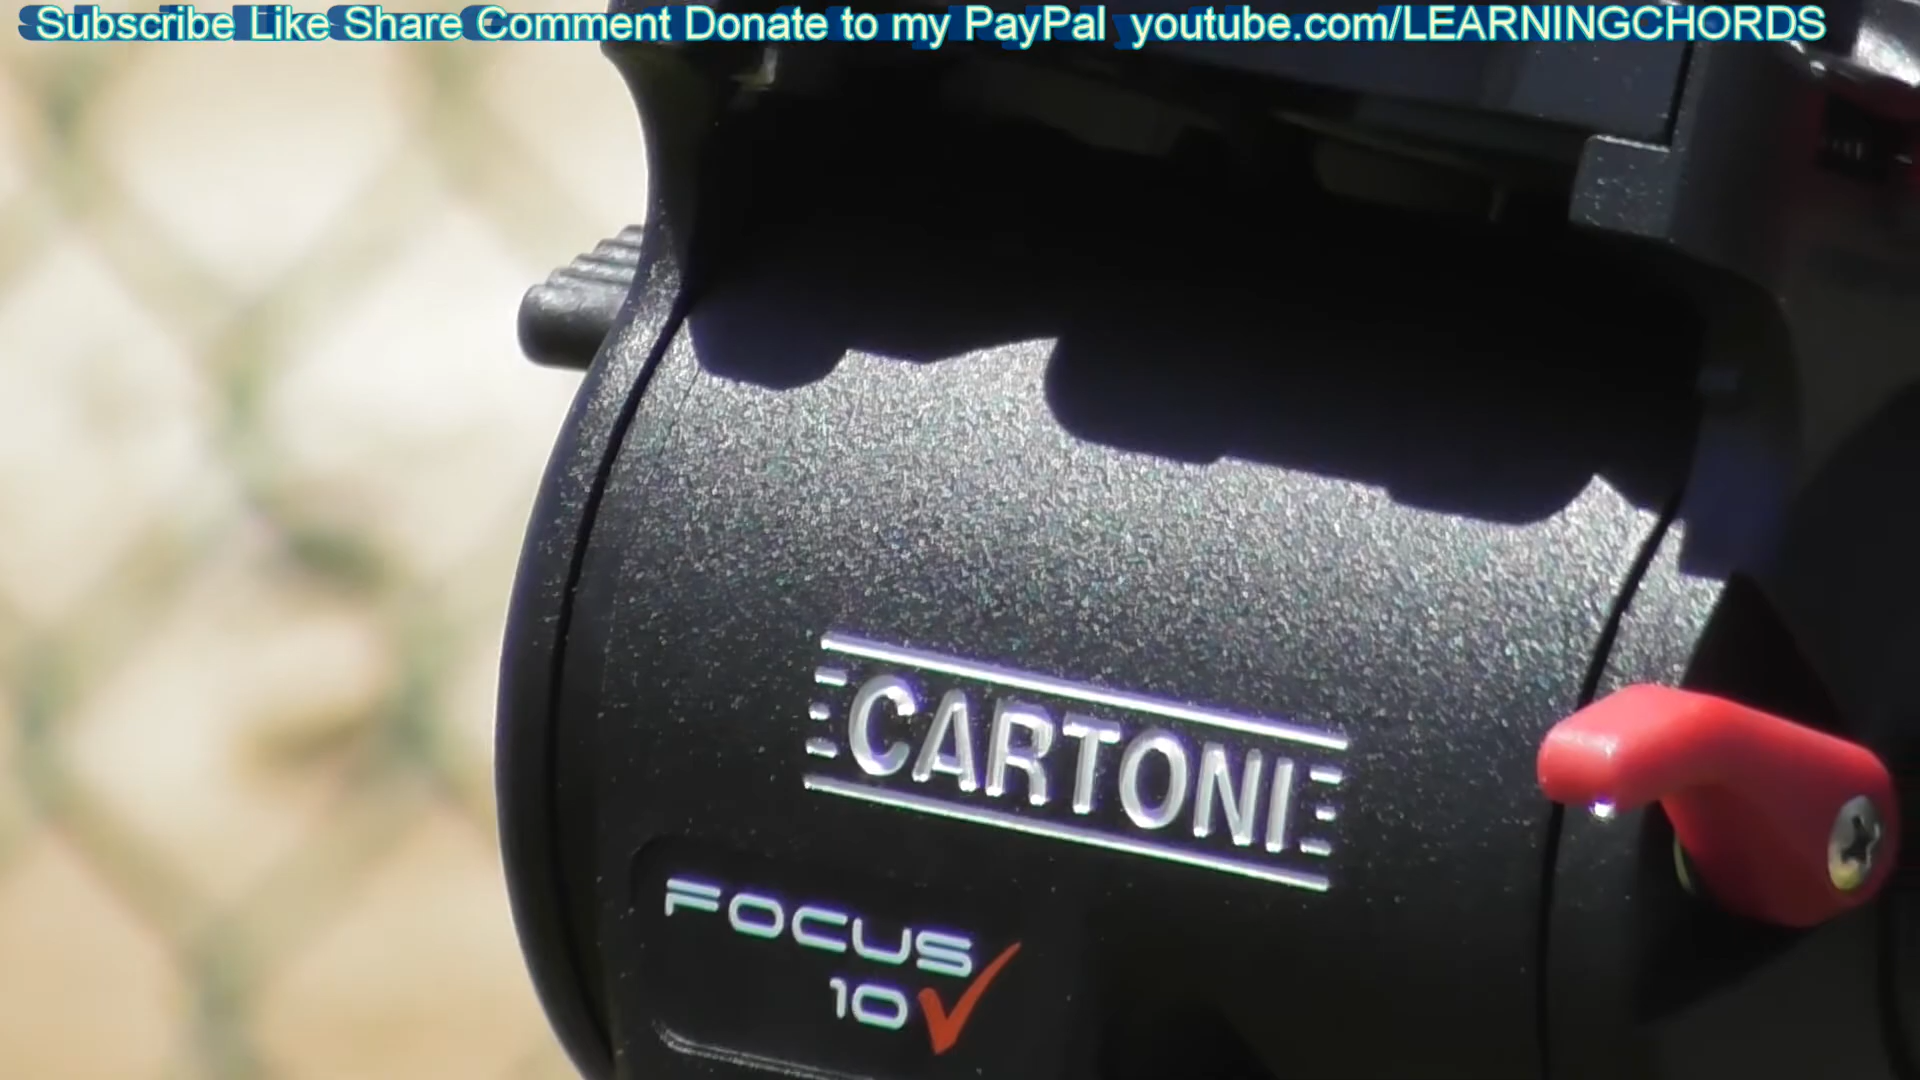 Subscribe Like Share Comment Donate to my PayPal youtube.com/LEARNINGCHORDS
CARTONI
FOCUS
10